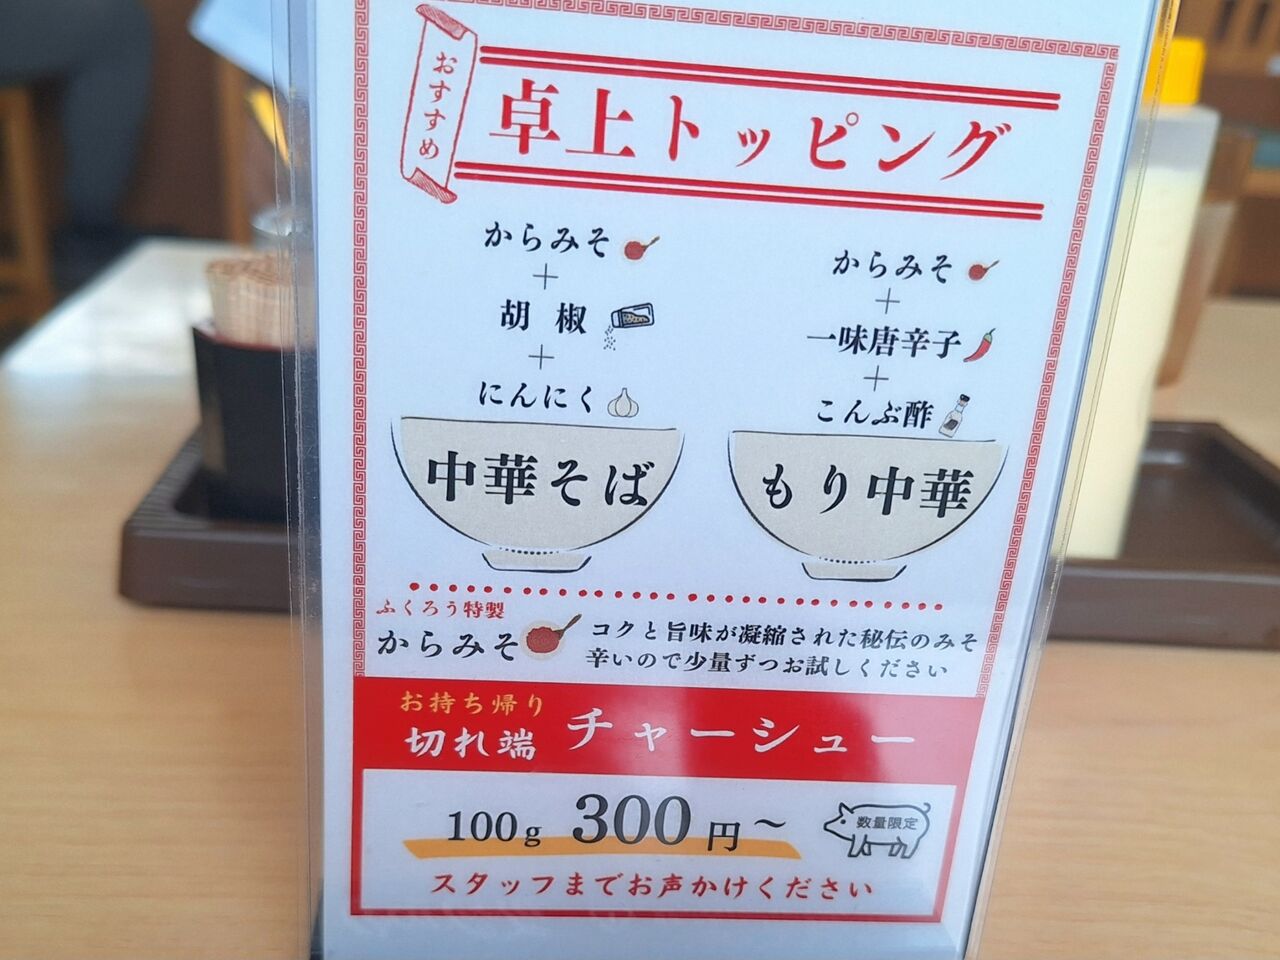 おすすめ
卓上トッピング
からみそ
+
胡椒
+
にんにく
中華そば
からみそ
+
一味唐辛子
+
こんぶ酢
もり中華
ふくろう特製
からみそ
コクと旨味が凝縮された秘伝のみそ
辛いので少量ずつお試しください
お持ち帰り
切れ端 チャーシュー
100g 300円~
数量限定
スタッフまでお声かけください